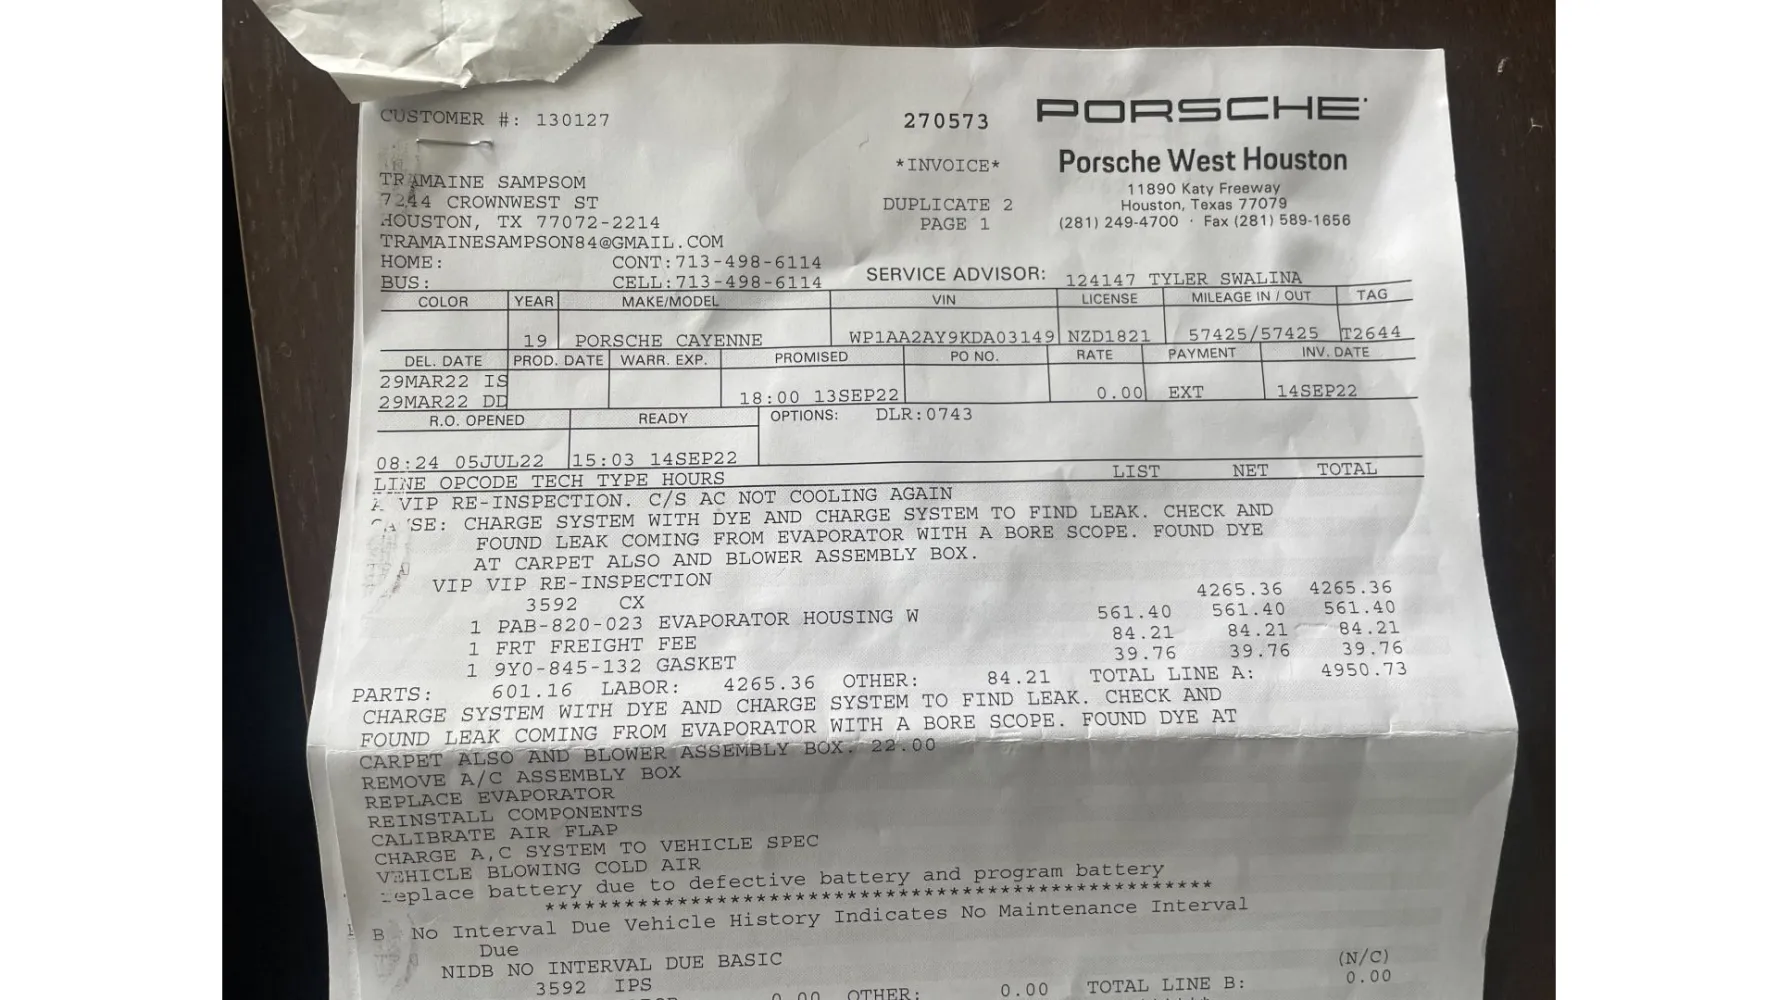 CUSTOMER #: 130127
270573
PORSCHE
*INVOICE*
Porsche West Houston
11890 Katy Freeway
Houston, Texas 77079
(281) 249-4700 · Fax (281) 589-1656
TRAMAINE SAMPSOM
7244 CROWNWEST ST
HOUSTON, TX 77072-2214
TRAMAINESAMPSON84@GMAIL.COM
DUPLICATE 2
PAGE 1
HOME: CONT:713-498-6114
BUS: CELL:713-498-6114
SERVICE ADVISOR: 124147 TYLER SWALINA
COLOR YEAR MAKE/MODEL VIN LICENSE MILEAGE IN / OUT TAG
19 PORSCHE CAYENNE WP1AA2AY9KDA03149 NZD1821 57425/57425 T2644
DEL. DATE PROD. DATE WARR. EXP. PROMISED PO NO. RATE PAYMENT INV. DATE
29MAR22 IS
29MAR22 DD 18:00 13SEP22 0.00 EXT 14SEP22
R.O. OPENED READY OPTIONS: DLR:0743
08:24 05JUL22 15:03 14SEP22
LINE OPCODE TECH TYPE HOURS LIST NET TOTAL
A VIP RE-INSPECTION. C/S AC NOT COOLING AGAIN
CAUSE: CHARGE SYSTEM WITH DYE AND CHARGE SYSTEM TO FIND LEAK. CHECK AND
FOUND LEAK COMING FROM EVAPORATOR WITH A BORE SCOPE. FOUND DYE
AT CARPET ALSO AND BLOWER ASSEMBLY BOX.
VIP VIP RE-INSPECTION
3592 CX 4265.36 4265.36
1 PAB-820-023 EVAPORATOR HOUSING W 561.40 561.40 561.40
1 FRT FREIGHT FEE 84.21 84.21 84.21
1 9Y0-845-132 GASKET 39.76 39.76 39.76
PARTS: 601.16 LABOR: 4265.36 OTHER: 84.21 TOTAL LINE A: 4950.73
CHARGE SYSTEM WITH DYE AND CHARGE SYSTEM TO FIND LEAK. CHECK AND
FOUND LEAK COMING FROM EVAPORATOR WITH A BORE SCOPE. FOUND DYE AT
CARPET ALSO AND BLOWER ASSEMBLY BOX. 22.00
REMOVE A/C ASSEMBLY BOX
REPLACE EVAPORATOR
REINSTALL COMPONENTS
CALIBRATE AIR FLAP
CHARGE A,C SYSTEM TO VEHICLE SPEC
VEHICLE BLOWING COLD AIR
replace battery due to defective battery and program battery
****************************************************
B No Interval Due Vehicle History Indicates No Maintenance Interval
Due
NIDB NO INTERVAL DUE BASIC
3592 IPS (N/C)
0.00 OTHER: 0.00 TOTAL LINE B: 0.00